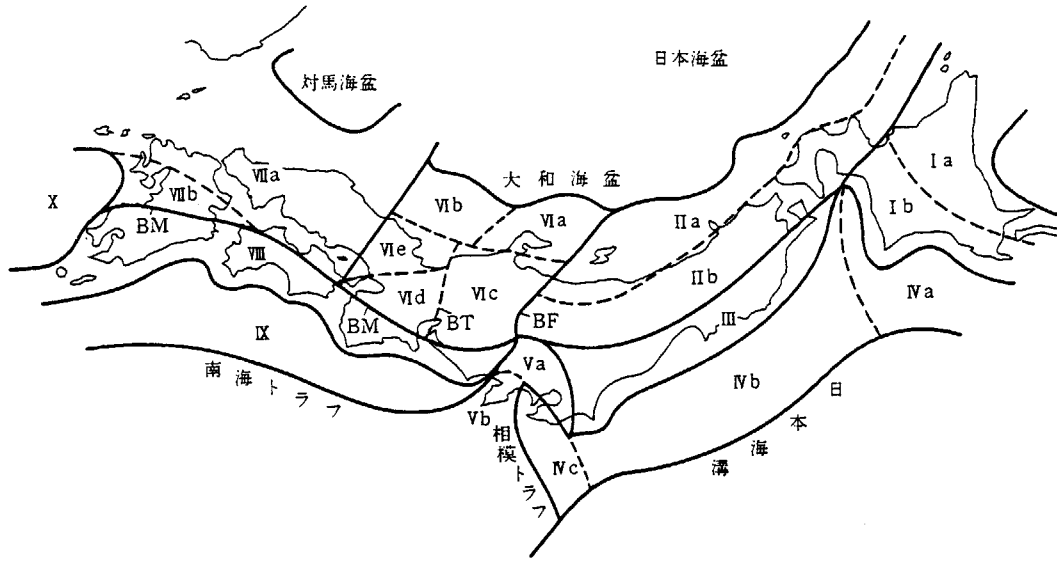 対馬海盆
日本海盆
大和海盆
Ⅰa
Ⅰb
Ⅹ
Ⅶa
Ⅶb
Ⅵb
Ⅵa
Ⅱa
BM
Ⅷ
Ⅵe
Ⅵd
Ⅵc
Ⅱb
Ⅳa
BM
BT
BF
Ⅲ
Ⅸ
Ⅴa
Ⅳb
南海トラフ
Ⅴb
相模トラフ
Ⅳc
日本海溝